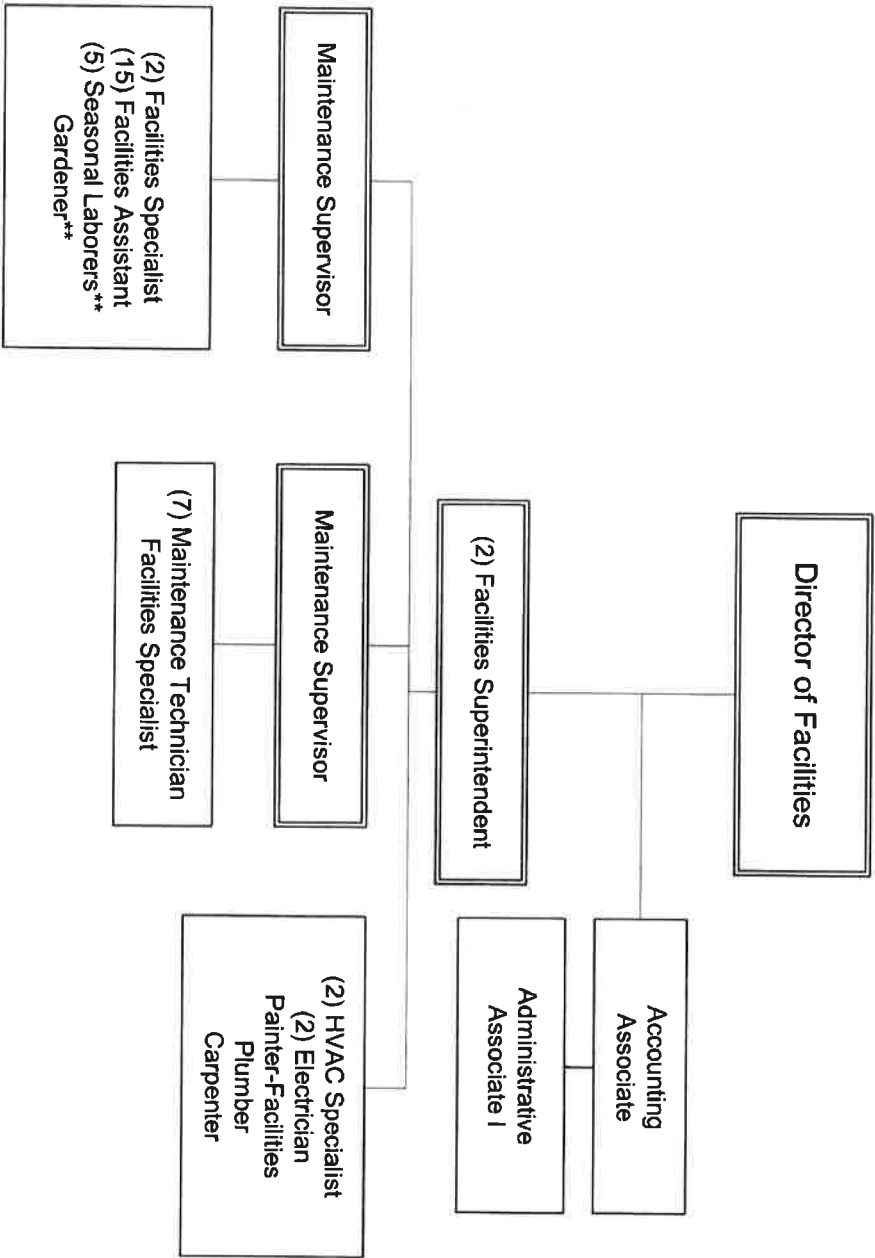 Director of Facilities
Accounting
Associate
Administrative
Associate I
(2) Facilities Superintendent
Maintenance Supervisor
(2) Facilities Specialist
(15) Facilities Assistant
(5) Seasonal Laborers**
Gardener**
Maintenance Supervisor
(7) Maintenance Technician
Facilities Specialist
(2) HVAC Specialist
(2) Electrician
Painter-Facilities
Plumber
Carpenter